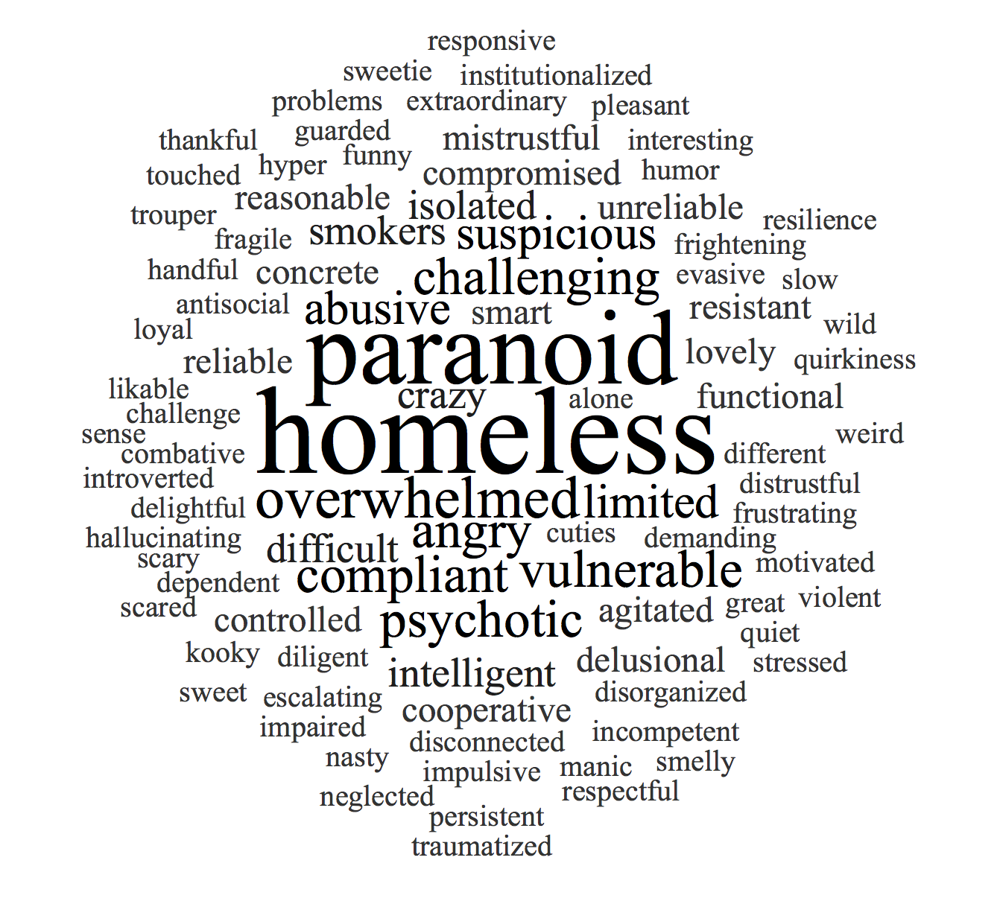 responsive
sweetie institutionalized
problems extraordinary pleasant
thankful guarded mistrustful interesting
touched hyper funny compromised humor
trouper reasonable isolated unreliable resilience
fragile smokers suspicious frightening
handful concrete challenging evasive slow
antisocial abusive smart resistant wild
loyal paranoid lovely quirkiness
reliable
likable crazy alone functional
challenge homeless weird
sense combative different
introverted overwhelmed limited distrustful
delightful frustrating
hallucinating difficult angry cuties demanding
scary compliant vulnerable motivated
dependent
scared controlled psychotic agitated great violent
quiet
kooky diligent intelligent delusional stressed
sweet escalating cooperative disorganized
impaired disconnected incompetent
nasty impulsive manic smelly
neglected respectful
persistent
traumatized